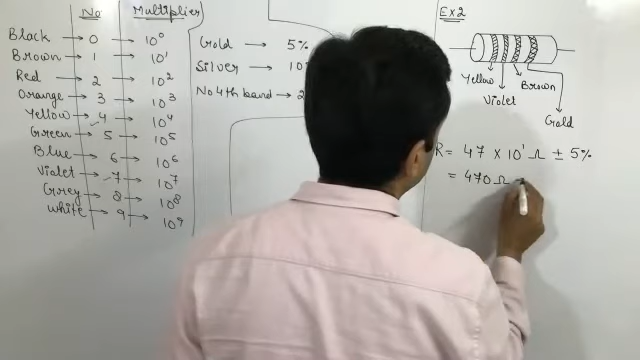 No Multiplier
Black → 0 → 10⁰
Brown → 1 → 10¹
Red → 2 → 10²
Orange → 3 → 10³
Yellow → 4 → 10⁴
Green → 5 → 10⁵
Blue → 6 → 10⁶
Violet → 7 → 10⁷
Grey → 8 → 10⁸
White → 9 → 10⁹
Gold → 5%
Silver → 10
No 4th band → 2
Ex 2
Yellow
Brown
Violet
Gold
R = 47 × 10¹ Ω ± 5%
= 470 Ω